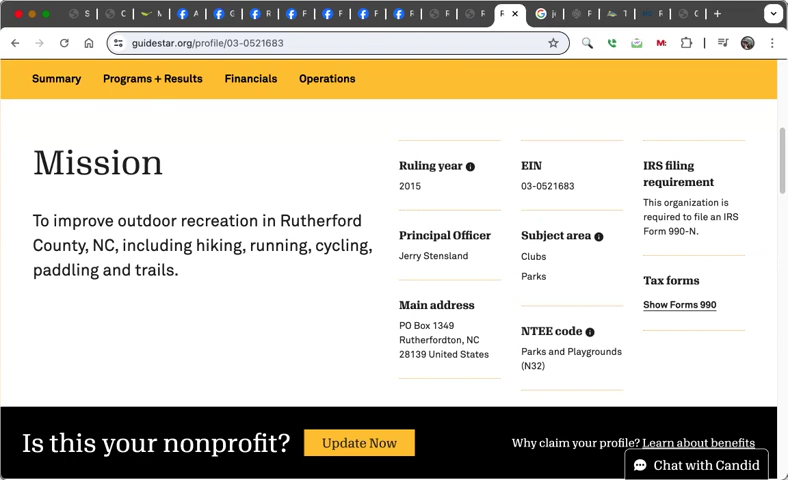 guidestar.org/profile/03-0521683
Summary
Programs + Results
Financials
Operations
Mission
To improve outdoor recreation in Rutherford
County, NC, including hiking, running, cycling,
paddling and trails.
Ruling year
2015
Principal Officer
Jerry Stensland
Main address
PO Box 1349
Rutherfordton, NC
28139 United States
EIN
03-0521683
Subject area
Clubs
Parks
NTEE code
Parks and Playgrounds
(N32)
IRS filing
requirement
This organization is
required to file an IRS
Form 990-N.
Tax forms
Show Forms 990
Is this your nonprofit?
Update Now
Why claim your profile? Learn about benefits
Chat with Candid